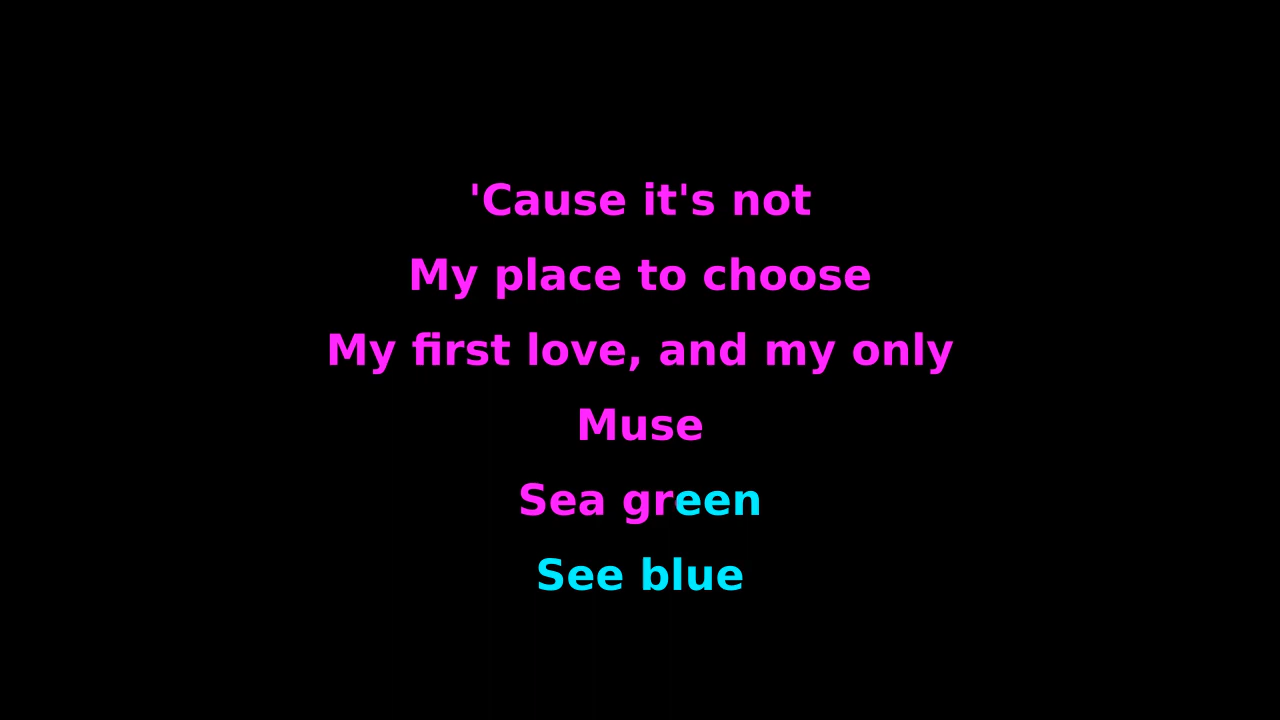 'Cause it's not
My place to choose
My first love, and my only
Muse
Sea green
See blue